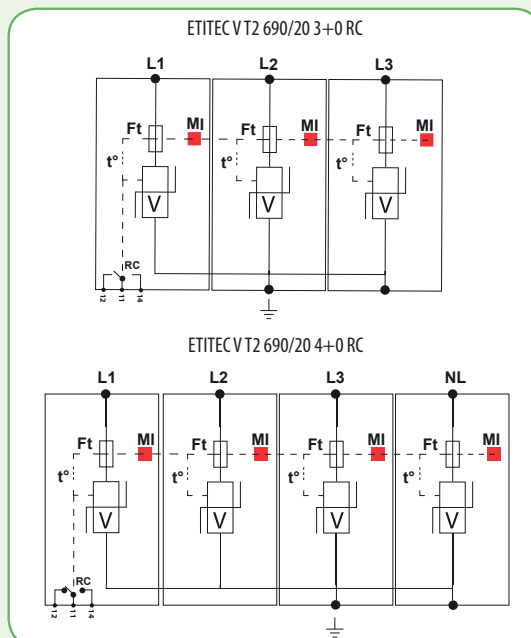 ETITEC V T2 690/20 3+0 RC
L1 L2 L3
Ft MI Ft MI Ft MI
t° t° t°
V V V
RC
12 11 14
ETITEC V T2 690/20 4+0 RC
L1 L2 L3 NL
Ft MI Ft MI Ft MI Ft MI
t° t° t° t°
V V V V
RC
12 11 14